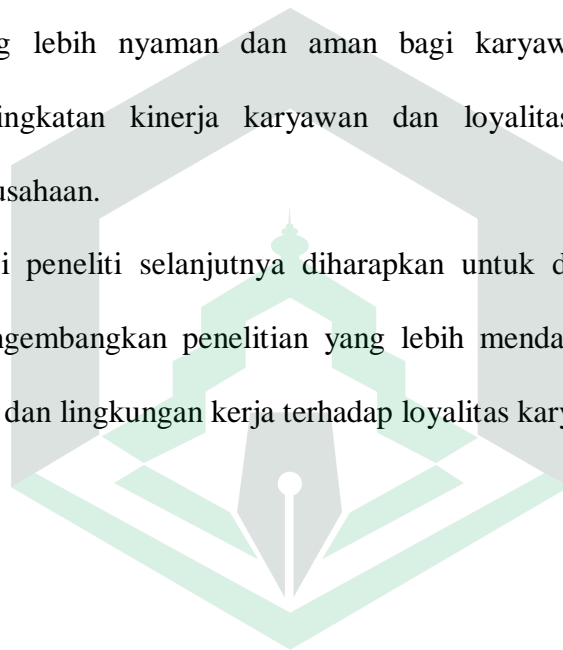 g lebih nyaman dan aman bagi karyaw
ingkatan kinerja karyawan dan loyalitas
usahaan.
i peneliti selanjutnya diharapkan untuk d
ngembangkan penelitian yang lebih menda
dan lingkungan kerja terhadap loyalitas kary